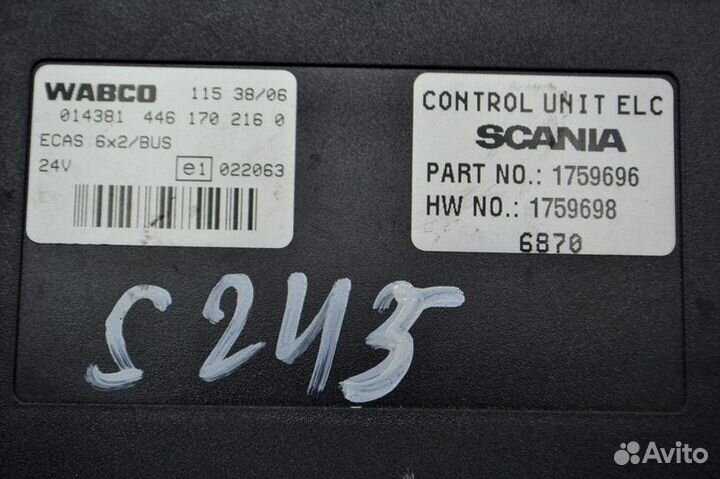 WABCO 115 38/06
014381 446 170 216 0
ECAS 6x2/BUS
24V e1 022063
CONTROL UNIT ELC
SCANIA
PART NO.: 1759696
HW NO.: 1759698
6870
S245
Avito